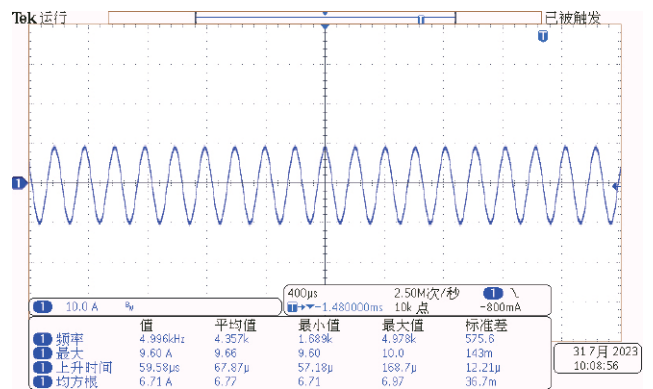 Tek 运行 已被触发
T
T
1
1 10.0 A Bw
400μs 2.50M次/秒 1 \
T→▼-1.480000ms 10k 点 -800mA
值 平均值 最小值 最大值 标准差
1 频率 4.996kHz 4.357k 1.689k 4.978k 575.6
1 最大 9.60 A 9.66 9.60 10.0 143m
1 上升时间 59.58μs 67.87μ 57.18μ 168.7μ 12.21μ
1 均方根 6.71 A 6.77 6.71 6.97 36.7m
31 7月 2023
10:08:56